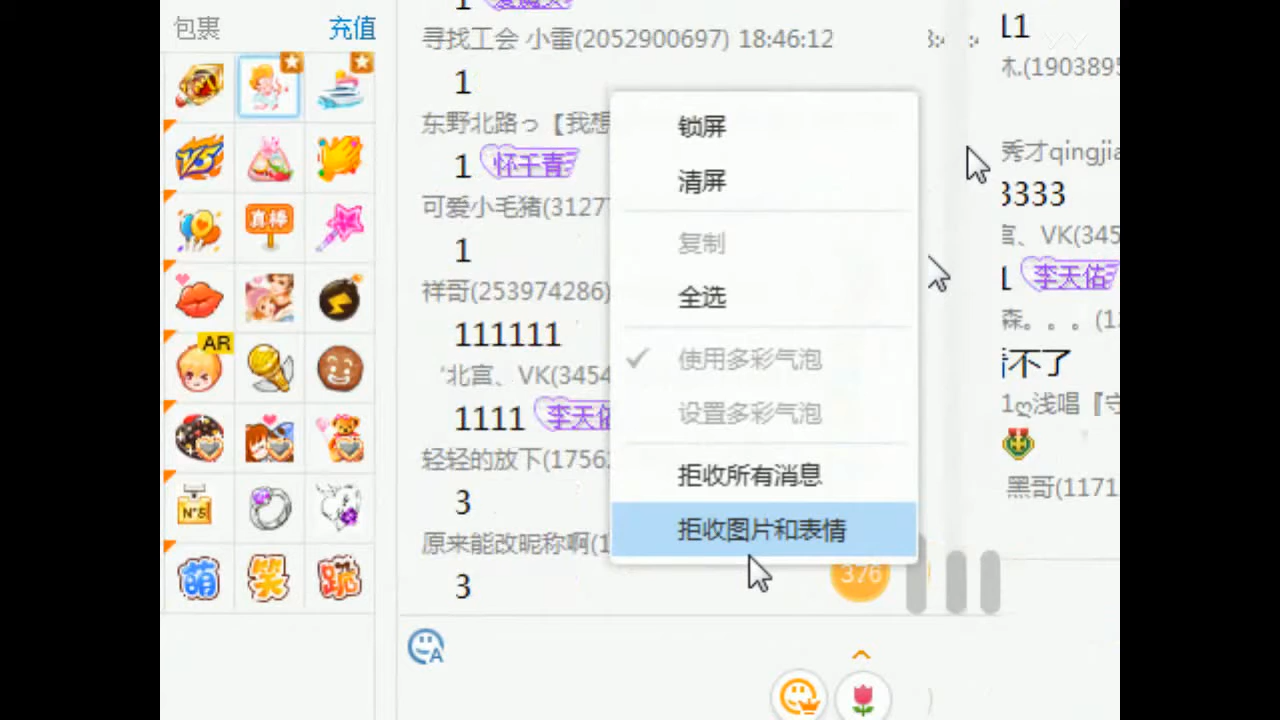 包裹
充值
V5
真棒
AR
N°5
萌
笑
跪
1
寻找工会 小雷(2052900697) 18:46:12
1
东野北路っ【我想
1 怀千青
可爱小毛猪(3127
1
祥哥(253974286)
111111
北宫、VK(3454
1111 李天佑
轻轻的放下(1756
3
原来能改昵称啊(1
3
锁屏
清屏
复制
全选
使用多彩气泡
设置多彩气泡
拒收所有消息
拒收图片和表情
376
A
11
(1903895
秀才qingjia
3333
宫、VK(345
李天佑
森。。。(1
不了
浅唱『守
黑哥(1171